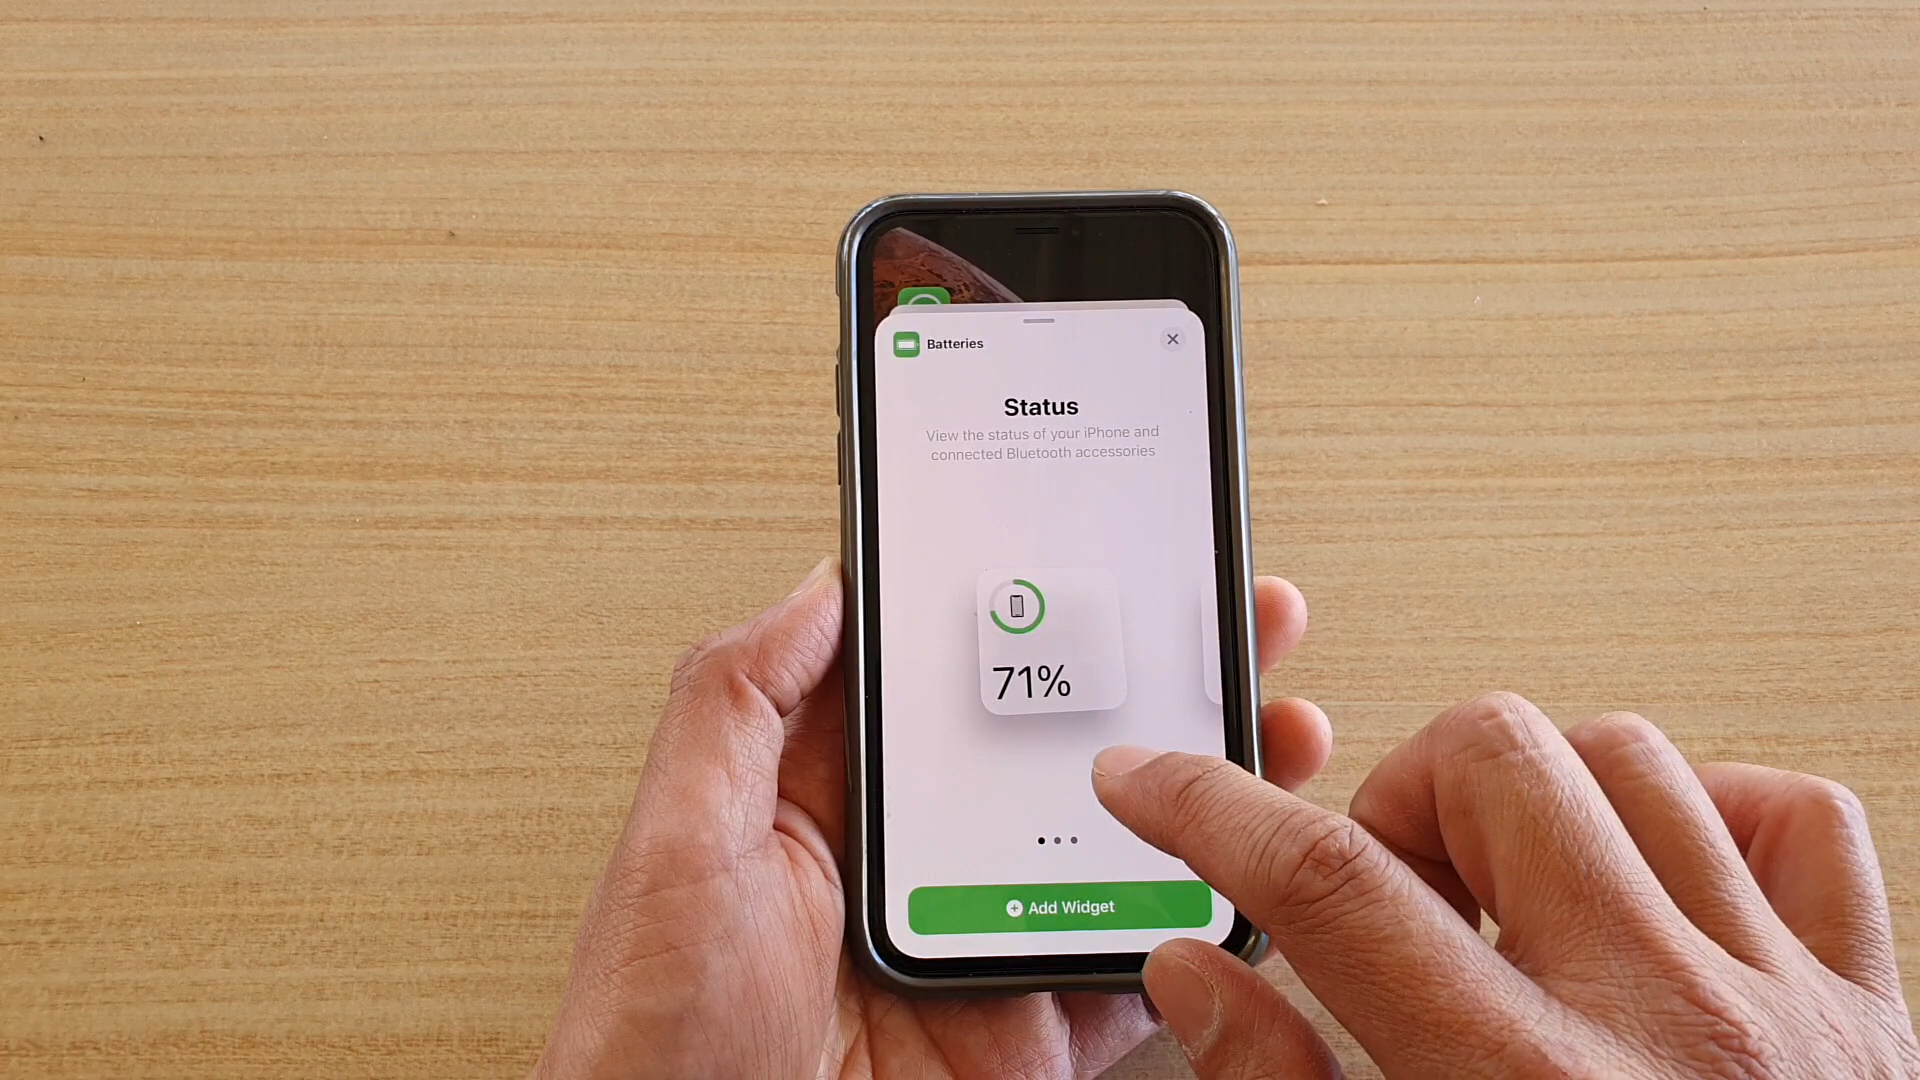 Batteries
Status
View the status of your iPhone and
connected Bluetooth accessories
71%
Add Widget